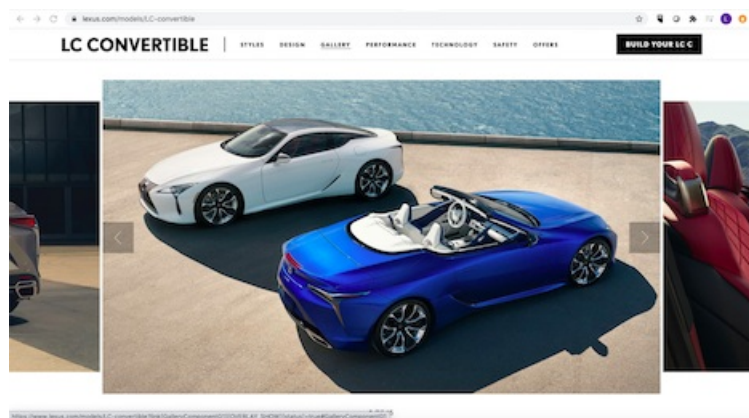 lexus.com/models/LC-convertible
LC CONVERTIBLE
STYLES DESIGN GALLERY PERFORMANCE TECHNOLOGY SAFETY OFFERS
BUILD YOUR LC C
L